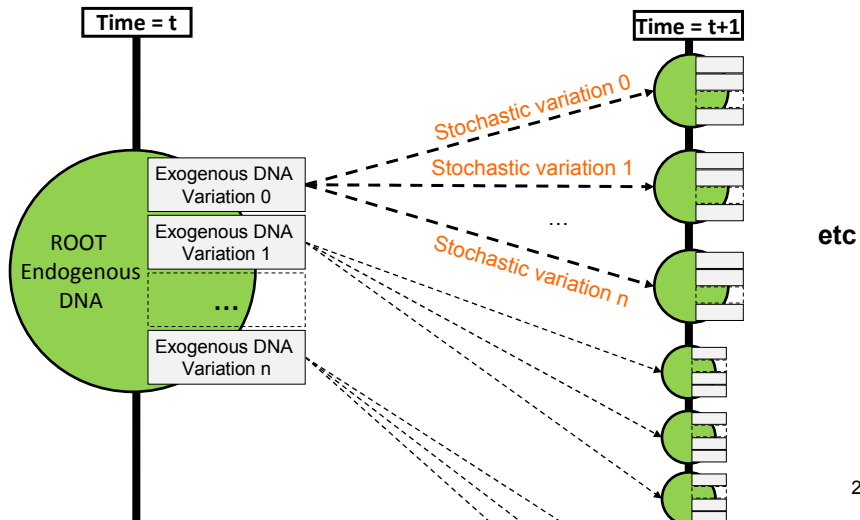 Time = t
Time = t+1
Stochastic variation 0
Exogenous DNA
Variation 0
Stochastic variation 1
...
ROOT
Endogenous
DNA
Exogenous DNA
Variation 1
Stochastic variation n
etc
...
Exogenous DNA
Variation n
2